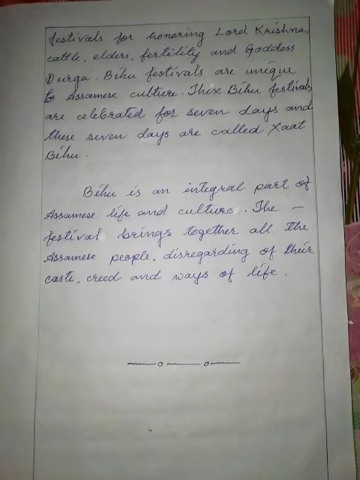 festivals for honoring Lord Krishna,
cattle, elders, fertility and Goddess
Durga. Bihu festivals are unique
to Assamese culture. These Bihu festivals
are celebrated for seven days and
these seven days are called Xaat
Bihu.
Bihu is an integral part of
Assamese life and culture. The -
festival brings together all the
Assamese people, disregarding of their
caste, creed and ways of life.